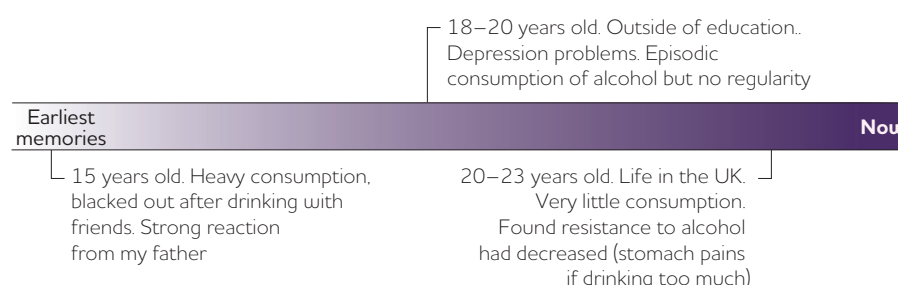 18–20 years old. Outside of education..
Depression problems. Episodic
consumption of alcohol but no regularity
Earliest
memories
Now
15 years old. Heavy consumption,
blacked out after drinking with
friends. Strong reaction
from my father
20–23 years old. Life in the UK.
Very little consumption.
Found resistance to alcohol
had decreased (stomach pains
if drinking too much)